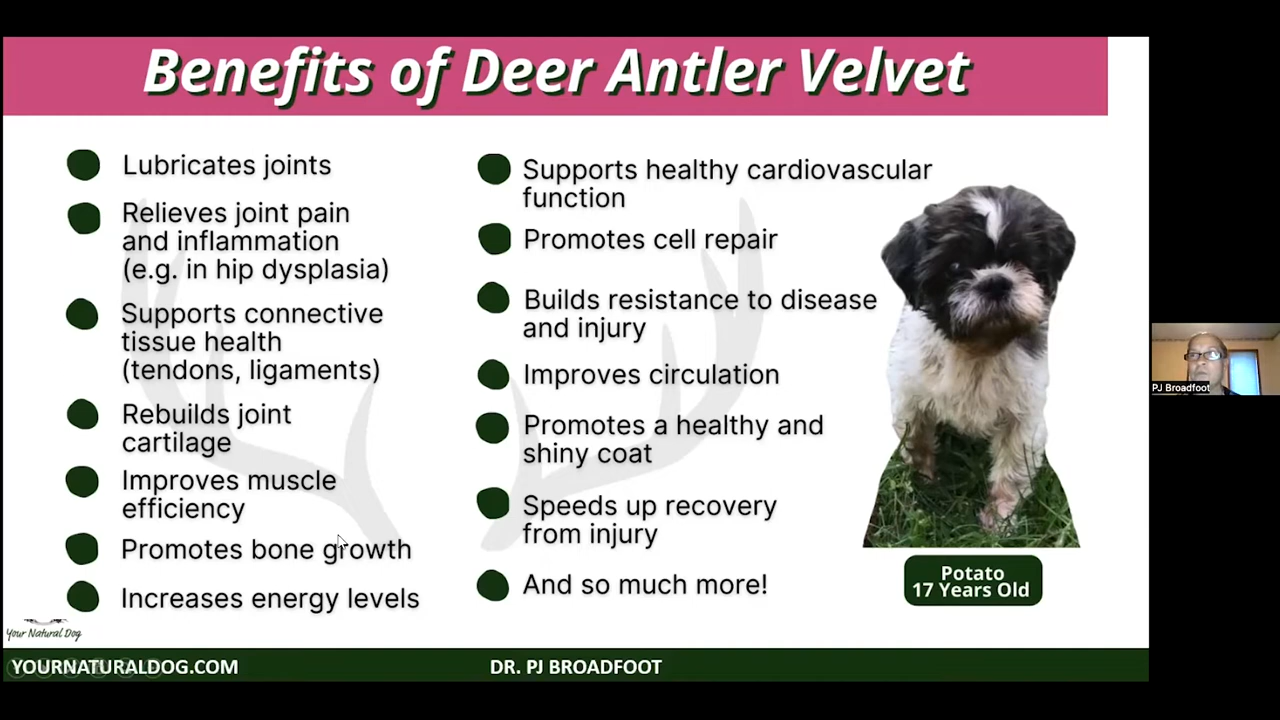 Benefits of Deer Antler Velvet
Lubricates joints
Relieves joint pain
and inflammation
(e.g. in hip dysplasia)
Supports connective
tissue health
(tendons, ligaments)
Rebuilds joint
cartilage
Improves muscle
efficiency
Promotes bone growth
Increases energy levels
Supports healthy cardiovascular
function
Promotes cell repair
Builds resistance to disease
and injury
Improves circulation
Promotes a healthy and
shiny coat
Speeds up recovery
from injury
And so much more!
Potato
17 Years Old
PJ Broadfoot
Your Natural Dog
YOURNATURALDOG.COM
DR. PJ BROADFOOT